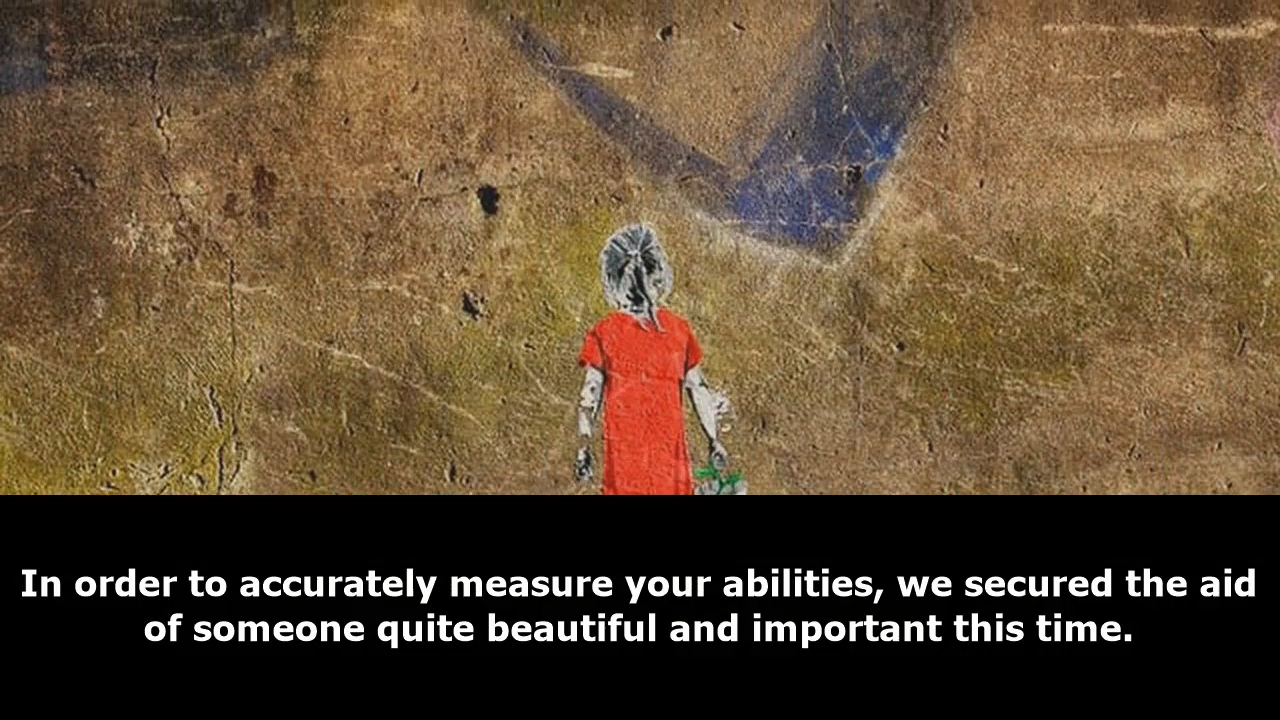 In order to accurately measure your abilities, we secured the aid
of someone quite beautiful and important this time.